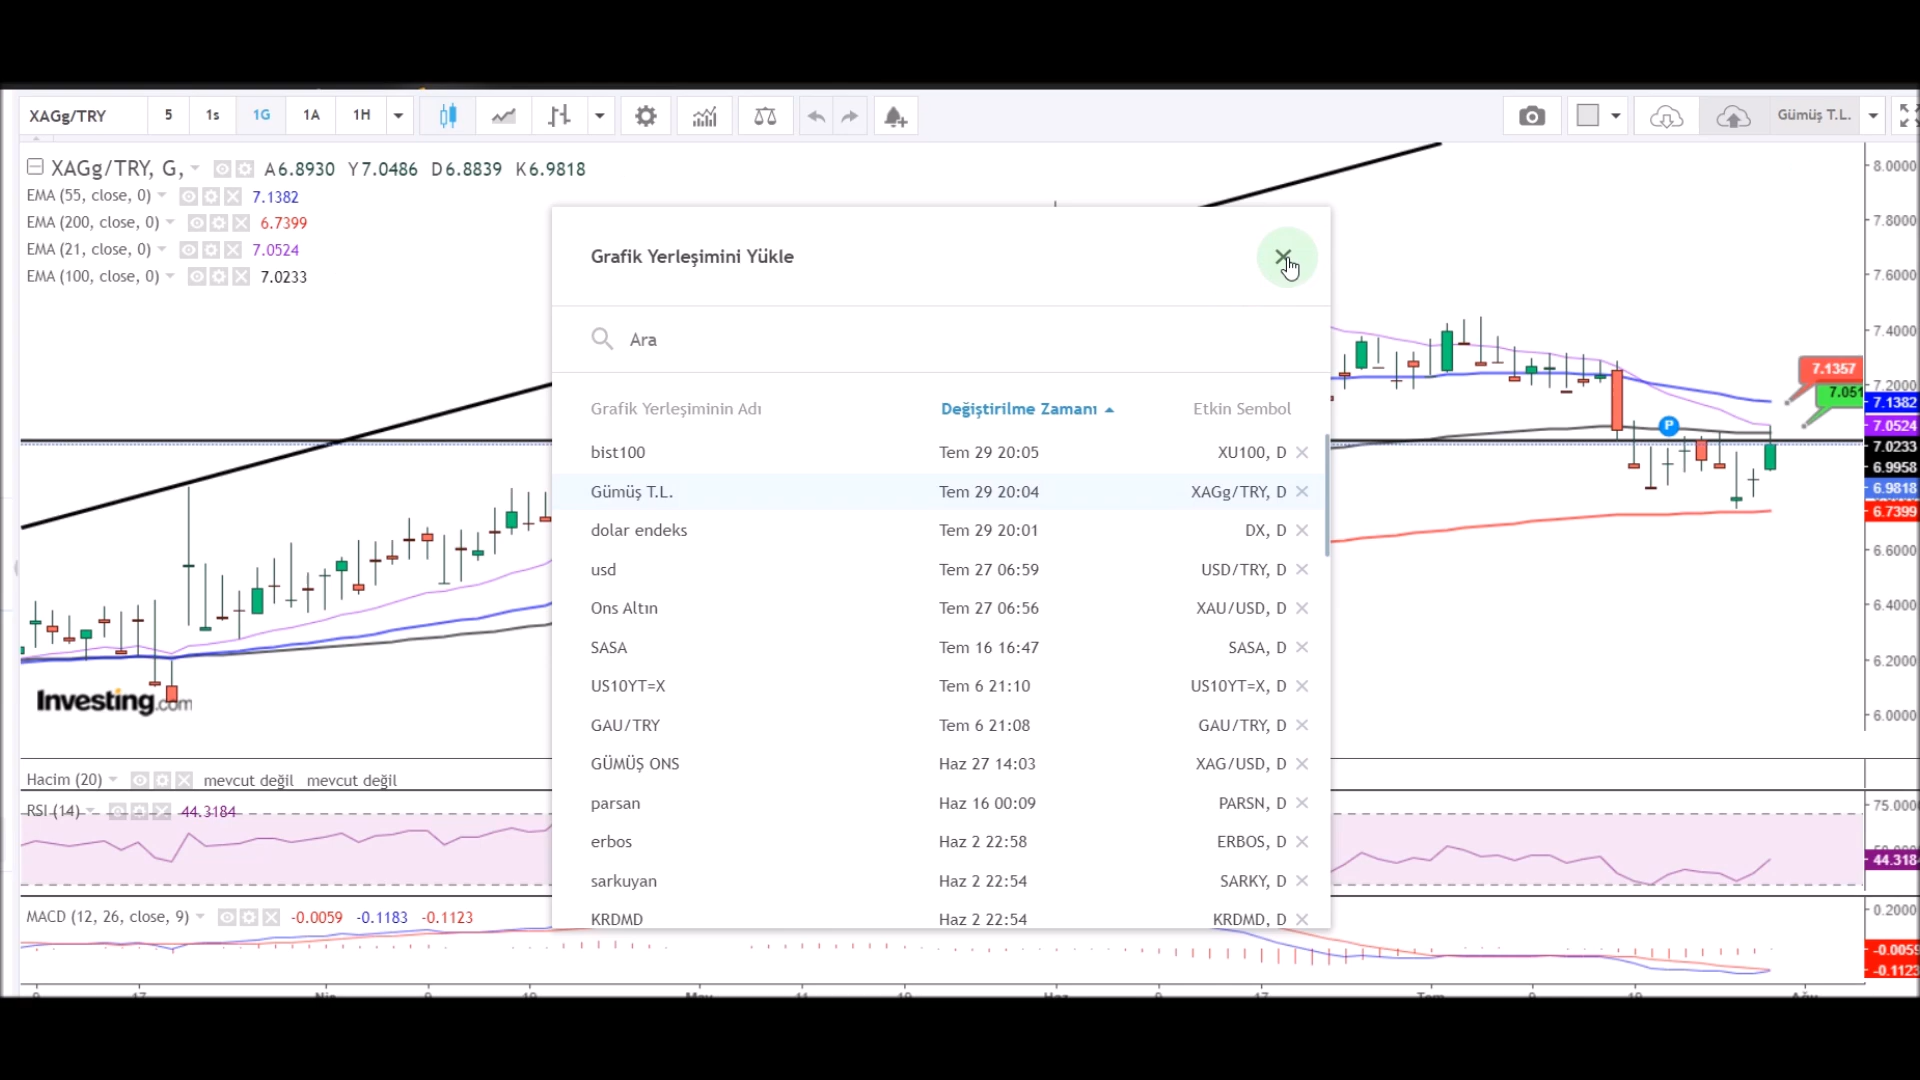 XAGg/TRY 5 1s 1G 1A 1H Gümüş T.L.
XAGg/TRY, G, A6.8930 Y7.0486 D6.8839 K6.9818
EMA (55, close, 0) 7.1382
EMA (200, close, 0) 6.7399
EMA (21, close, 0) 7.0524
EMA (100, close, 0) 7.0233
Grafik Yerleşimini Yükle
Ara
Grafik Yerleşiminin Adı Değiştirilme Zamanı Etkin Sembol
bist100 Tem 29 20:05 XU100, D
Gümüş T.L. Tem 29 20:04 XAGg/TRY, D
dolar endeks Tem 29 20:01 DX, D
usd Tem 27 06:59 USD/TRY, D
Ons Altın Tem 27 06:56 XAU/USD, D
SASA Tem 16 16:47 SASA, D
US10YT=X Tem 6 21:10 US10YT=X, D
GAU/TRY Tem 6 21:08 GAU/TRY, D
GÜMÜŞ ONS Haz 27 14:03 XAG/USD, D
parsan Haz 16 00:09 PARSN, D
erbos Haz 2 22:58 ERBOS, D
sarkuyan Haz 2 22:54 SARKY, D
KRDMD Haz 2 22:54 KRDMD, D
8.0000
7.8000
7.6000
7.4000
7.1357
7.2000
7.051
7.1382
7.0524
P
7.0233
6.9958
6.9818
6.7399
6.6000
6.4000
6.2000
6.0000
Investing.com
Hacim (20) mevcut değil mevcut değil
RSI (14) 44.3184
75.0000
44.318
MACD (12, 26, close, 9) -0.0059 -0.1183 -0.1123
0.2000
-0.0059
-0.1123